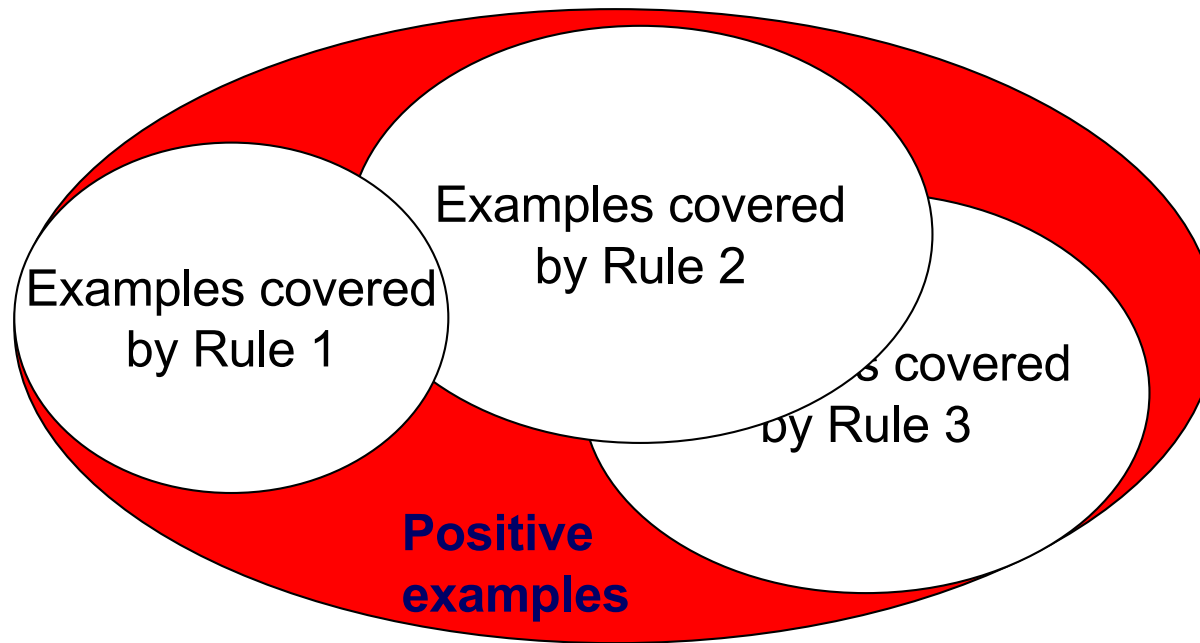 Examples covered
by Rule 2
Examples covered
by Rule 1
covered
by Rule 3
Positive
examples